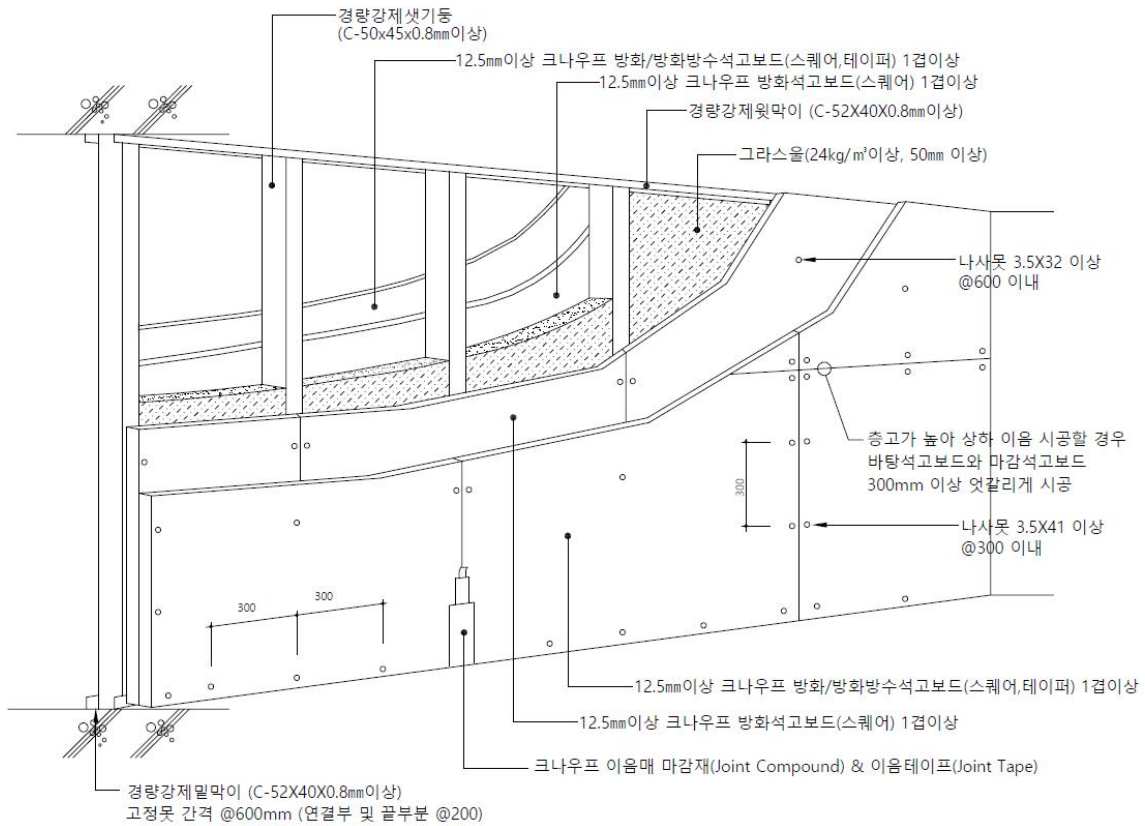 경량강제샛기둥
(C-50x45x0.8㎜이상)
12.5㎜이상 크나우프 방화/방화방수석고보드(스퀘어,테이퍼) 1겹이상
12.5㎜이상 크나우프 방화석고보드(스퀘어) 1겹이상
경량강제윗막이 (C-52X40X0.8㎜이상)
그라스울(24kg/㎥이상, 50mm 이상)
나사못 3.5X32 이상
@600 이내
층고가 높아 상하 이음 시공할 경우
바탕석고보드와 마감석고보드
300mm 이상 엇갈리게 시공
300
나사못 3.5X41 이상
@300 이내
300
300
12.5㎜이상 크나우프 방화/방화방수석고보드(스퀘어,테이퍼) 1겹이상
12.5㎜이상 크나우프 방화석고보드(스퀘어) 1겹이상
크나우프 이음매 마감재(Joint Compound) & 이음테이프(Joint Tape)
경량강제밑막이 (C-52X40X0.8㎜이상)
고정못 간격 @600mm (연결부 및 끝부분 @200)